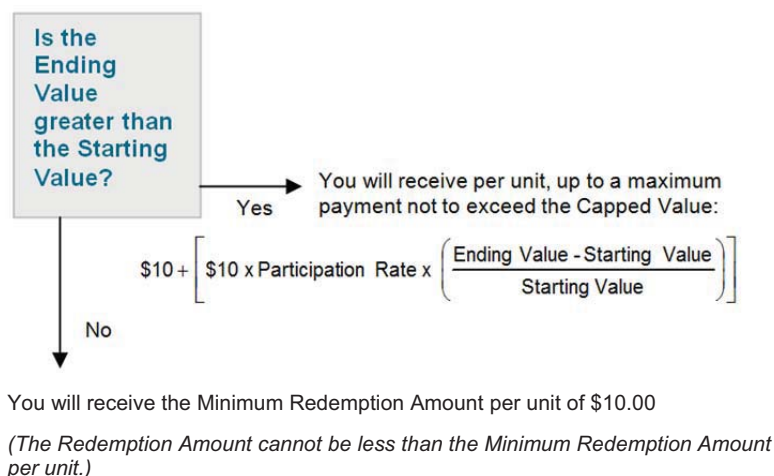 Is the
Ending
Value
greater than
the Starting
Value?
Yes
You will receive per unit, up to a maximum
payment not to exceed the Capped Value:
$10 + [ $10 x Participation Rate x ( Ending Value - Starting Value
Starting Value ) ]
No
You will receive the Minimum Redemption Amount per unit of $10.00
(The Redemption Amount cannot be less than the Minimum Redemption Amount
per unit.)